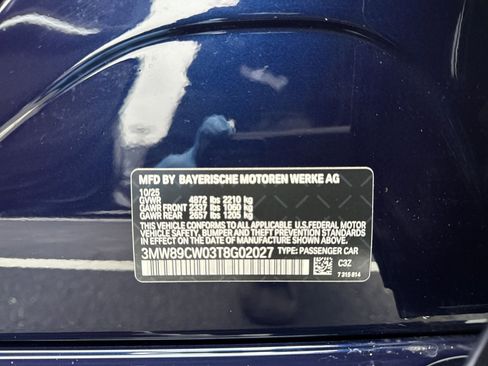 MFD BY BAYERISCHE MOTOREN WERKE AG
10/25
GVWR 4872 lbs 2210 kg
GAWR FRONT 2337 lbs 1060 kg
GAWR REAR 2657 lbs 1205 kg
THIS VEHICLE CONFORMS TO ALL APPLICABLE U.S. FEDERAL MOTOR
VEHICLE SAFETY, BUMPER AND THEFT PREVENTION STANDARDS IN
EFFECT ON THE DATE OF MANUFACTURE SHOWN ABOVE.
3MW89CW03T8G02027 TYPE: PASSENGER CAR
C3Z
7 315 814